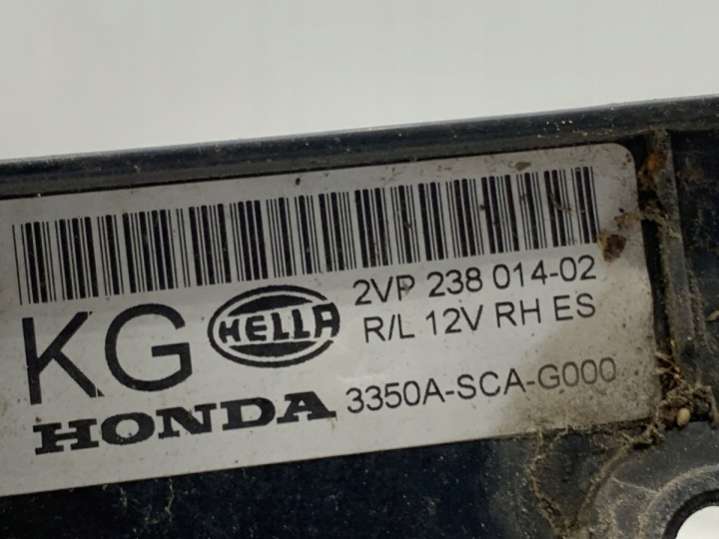 2VP 238 014-02
KG HELLA R/L 12V RH ES
HONDA 3350A-SCA-G000